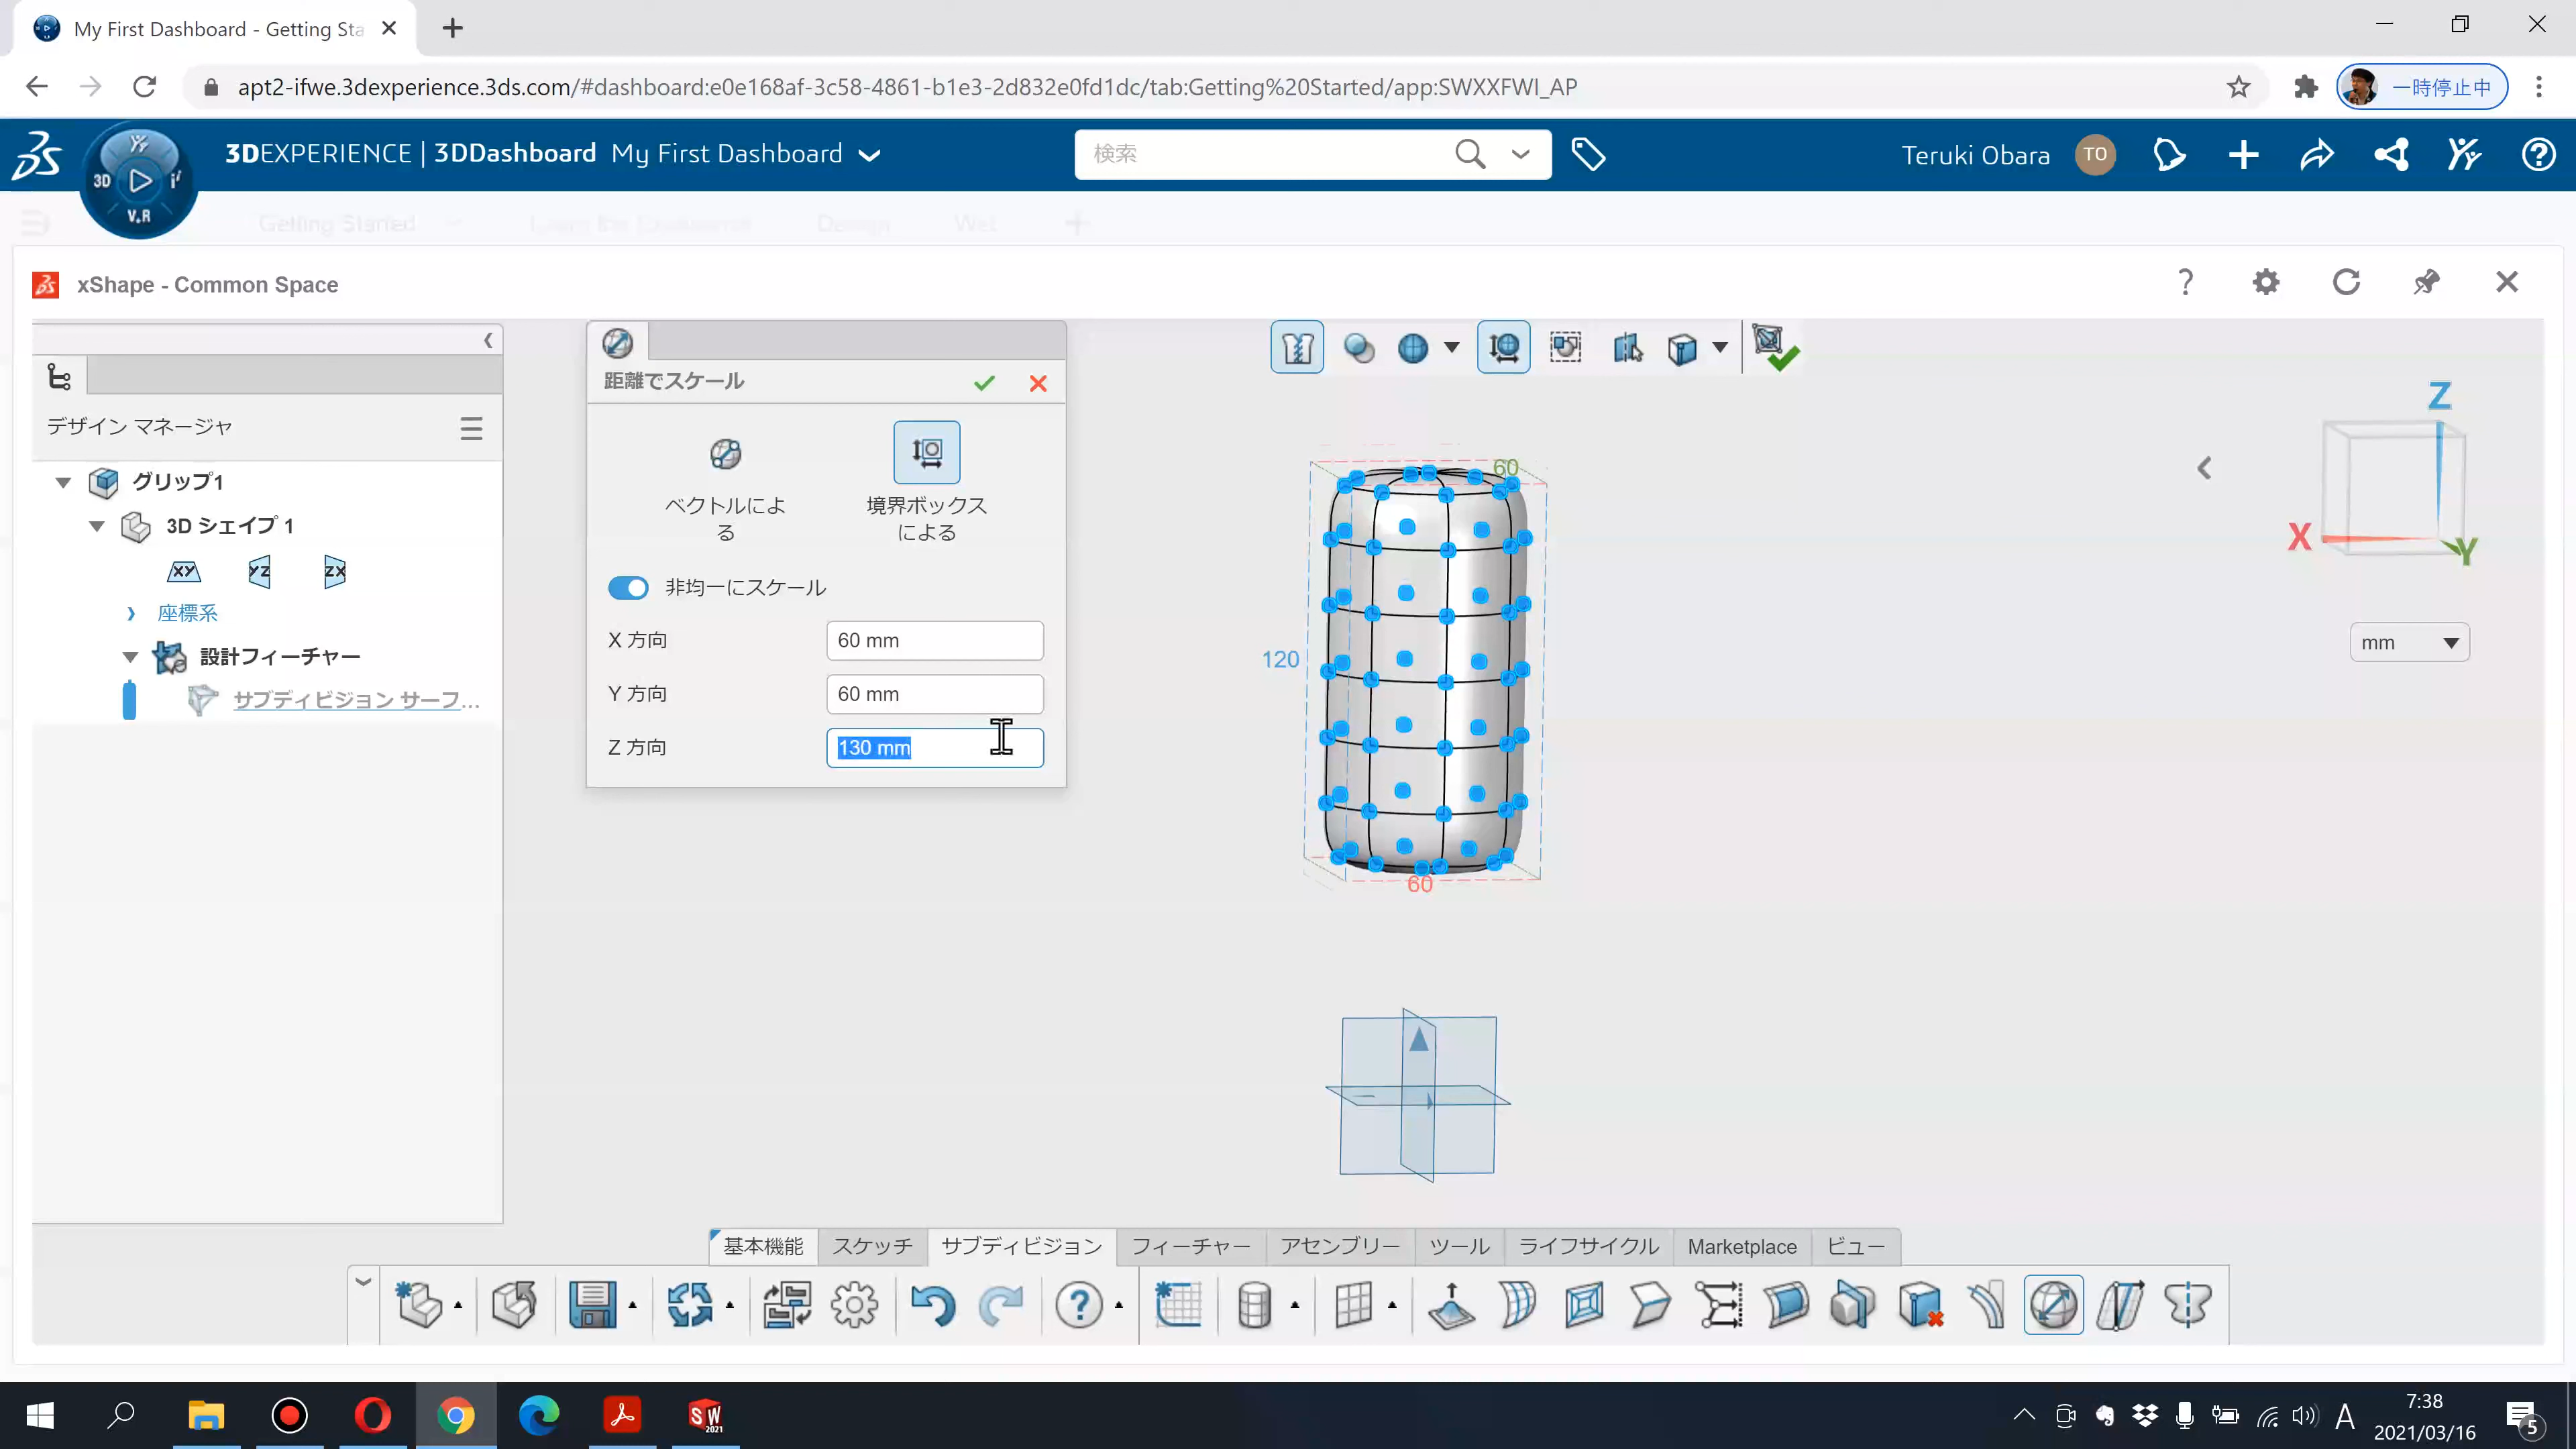 My First Dashboard - Getting Sta
apt2-ifwe.3dexperience.3ds.com/#dashboard:e0e168af-3c58-4861-b1e3-2d832e0fd1dc/tab:Getting%20Started/app:SWXXFWI_AP
一時停止中
3D
V.R
3DEXPERIENCE | 3DDashboard My First Dashboard
検索
Teruki Obara
TO
Getting Started
Design
xShape - Common Space
デザイン マネージャ
グリップ1
3D シェイプ 1
XY
YZ
ZX
座標系
設計フィーチャー
サブディビジョン サーフ...
距離でスケール
ベクトルによ
る
境界ボックス
による
非均一にスケール
X 方向
60 mm
Y 方向
60 mm
Z 方向
130 mm
60
120
60
Z
X
Y
mm
基本機能
スケッチ
サブディビジョン
フィーチャー
アセンブリー
ツール
ライフサイクル
Marketplace
ビュー
SW
2021
A
7:38
2021/03/16
5